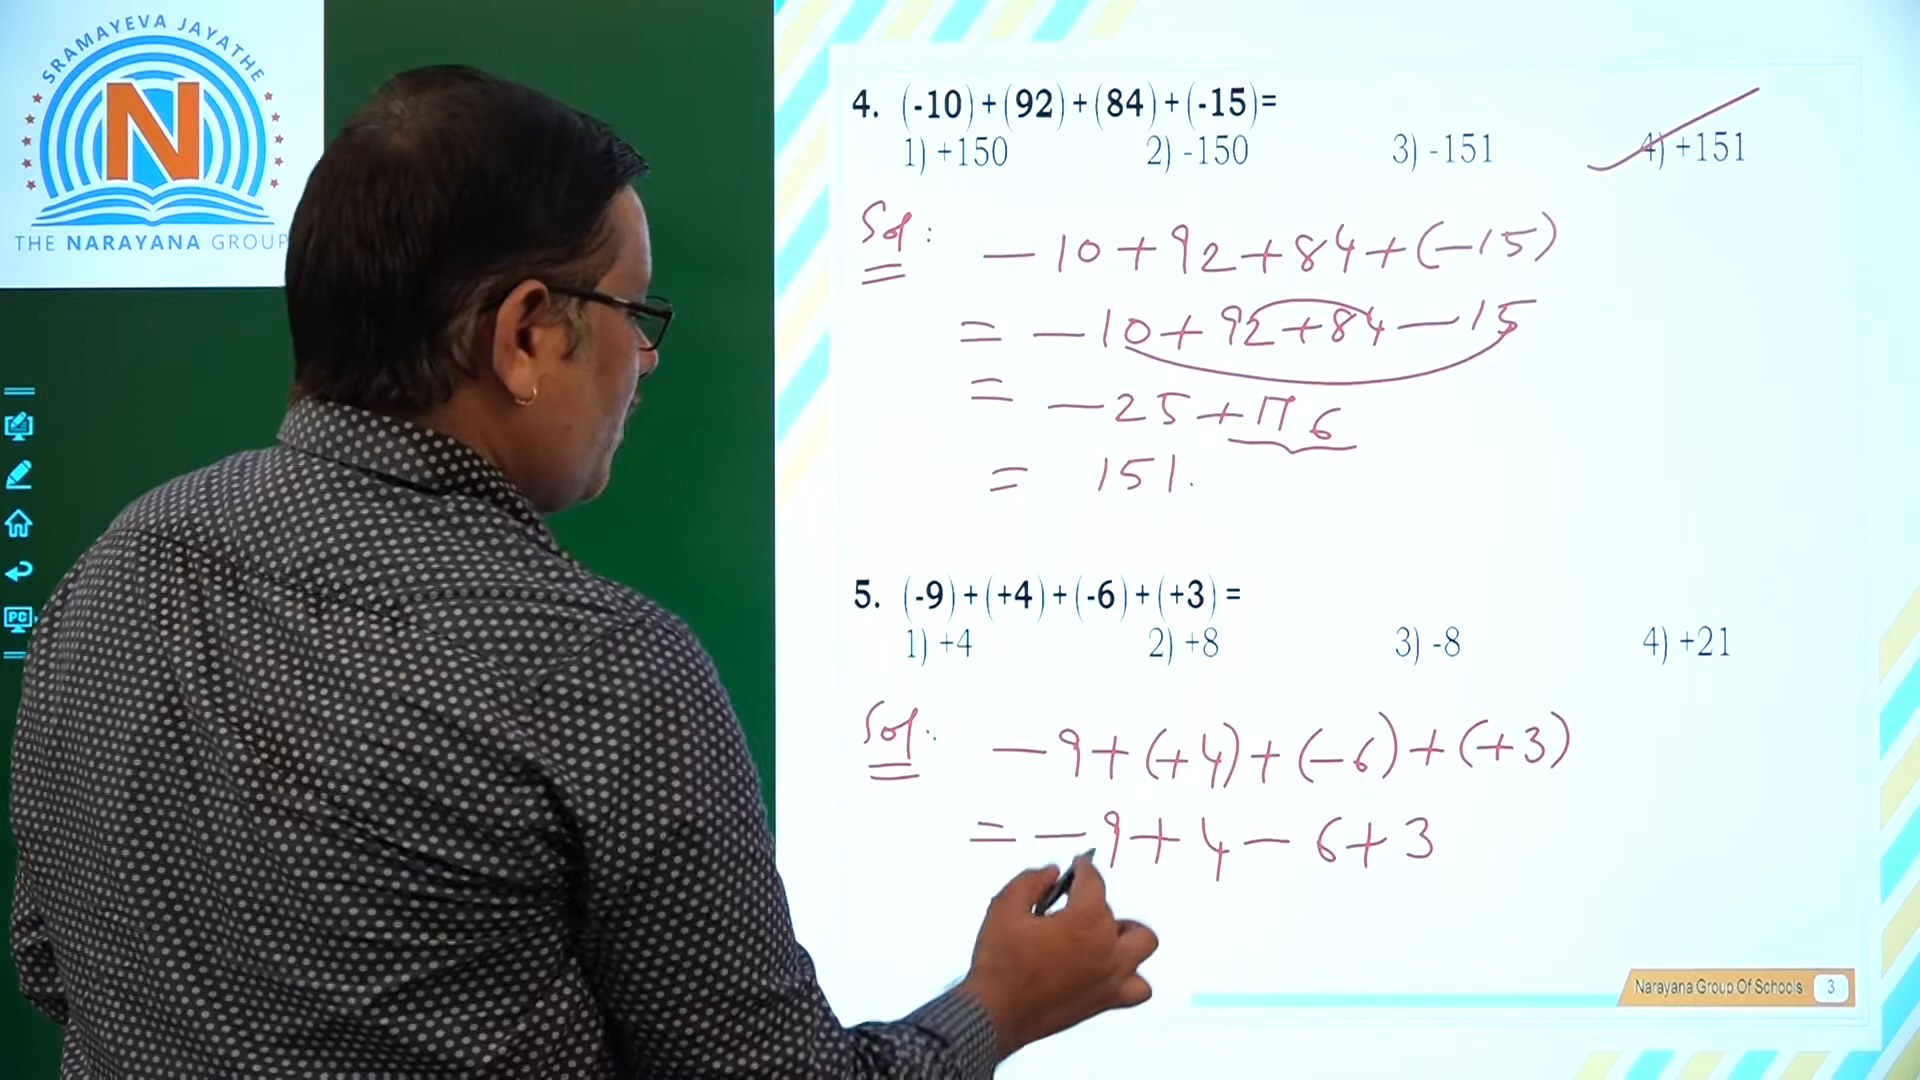 SRAMAYEVA JAYATHE
N
THE NARAYANA GROUP
PC
4. (-10)+(92)+(84)+(-15)=
1) +150 2) -150 3) -151 4) +151
Sol:
-10+92+84+(-15)
= -10+92+84-15
= -25+176
= 151.
5. (-9)+(+4)+(-6)+(+3)=
1) +4 2) +8 3) -8 4) +21
Sol:
-9+(+4)+(-6)+(+3)
= -9+4-6+3
Narayana Group Of Schools 3